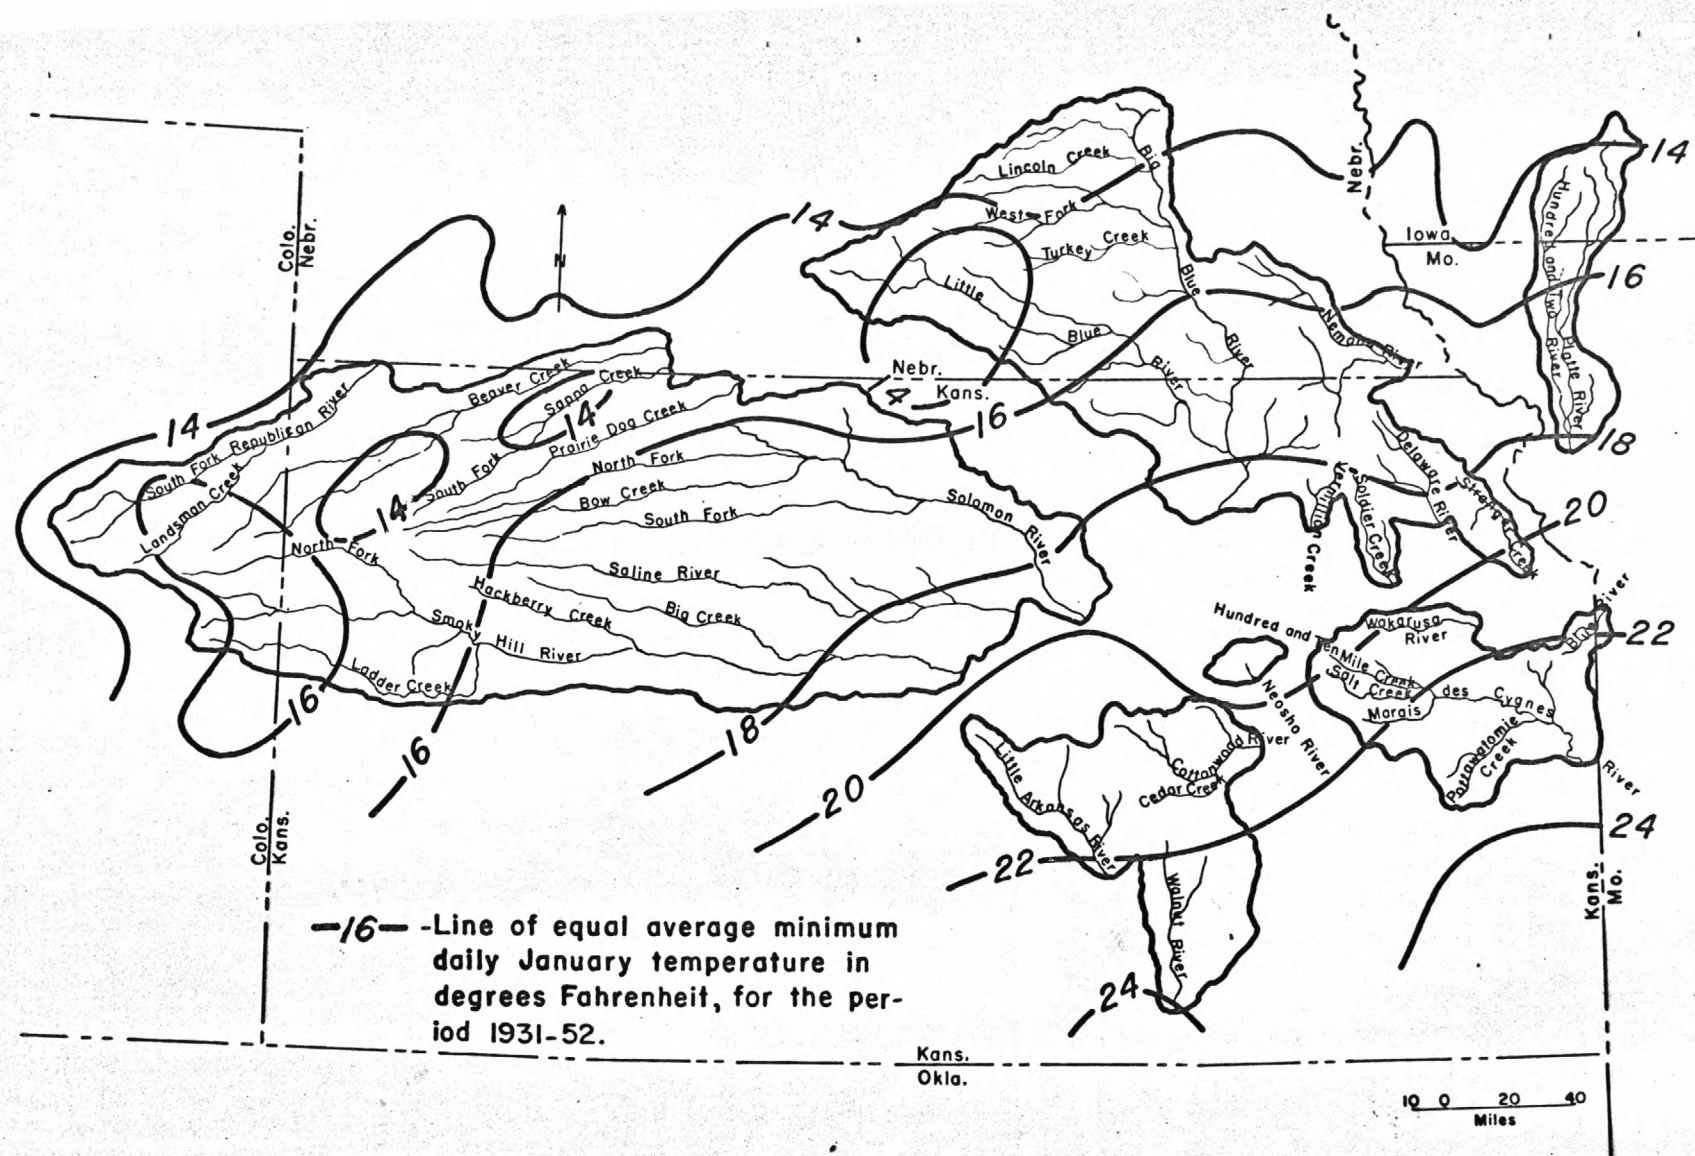 Nebr.
Big
Lincoln Creek
14
West Fork
14
Hundred and Two River
Colo.
Nebr.
N
Turkey Creek
Iowa
Mo.
16
Little Blue River
Big Blue River
Nemaha River
Platte River
Nebr.
Kans.
Beaver Creek
Sappa Creek
14
14
South Fork Republican River
Prairie Dog Creek
16
18
Landsman Creek
South Fork
North Fork
Bow Creek
Solomon River
Delaware River
Stranger Creek
14
South Fork
Vermillion Creek
Soldier Creek
20
North Fork
Saline River
Hackberry Creek
Big Creek
Smoky Hill River
Ladder Creek
Hundred and Ten Mile Creek
Wakarusa River
Blue River
22
Salt Creek
Marais des Cygnes River
Neosho River
16
18
16
20
Cottonwood River
Cedar Creek
Pottawatomie Creek
Little Arkansas River
24
Colo.
Kans.
22
Walnut River
Kans.
Mo.
-16- -Line of equal average minimum
daily January temperature in
degrees Fahrenheit, for the per-
iod 1931-52.
24
Kans.
Okla.
10 0 20 40
Miles